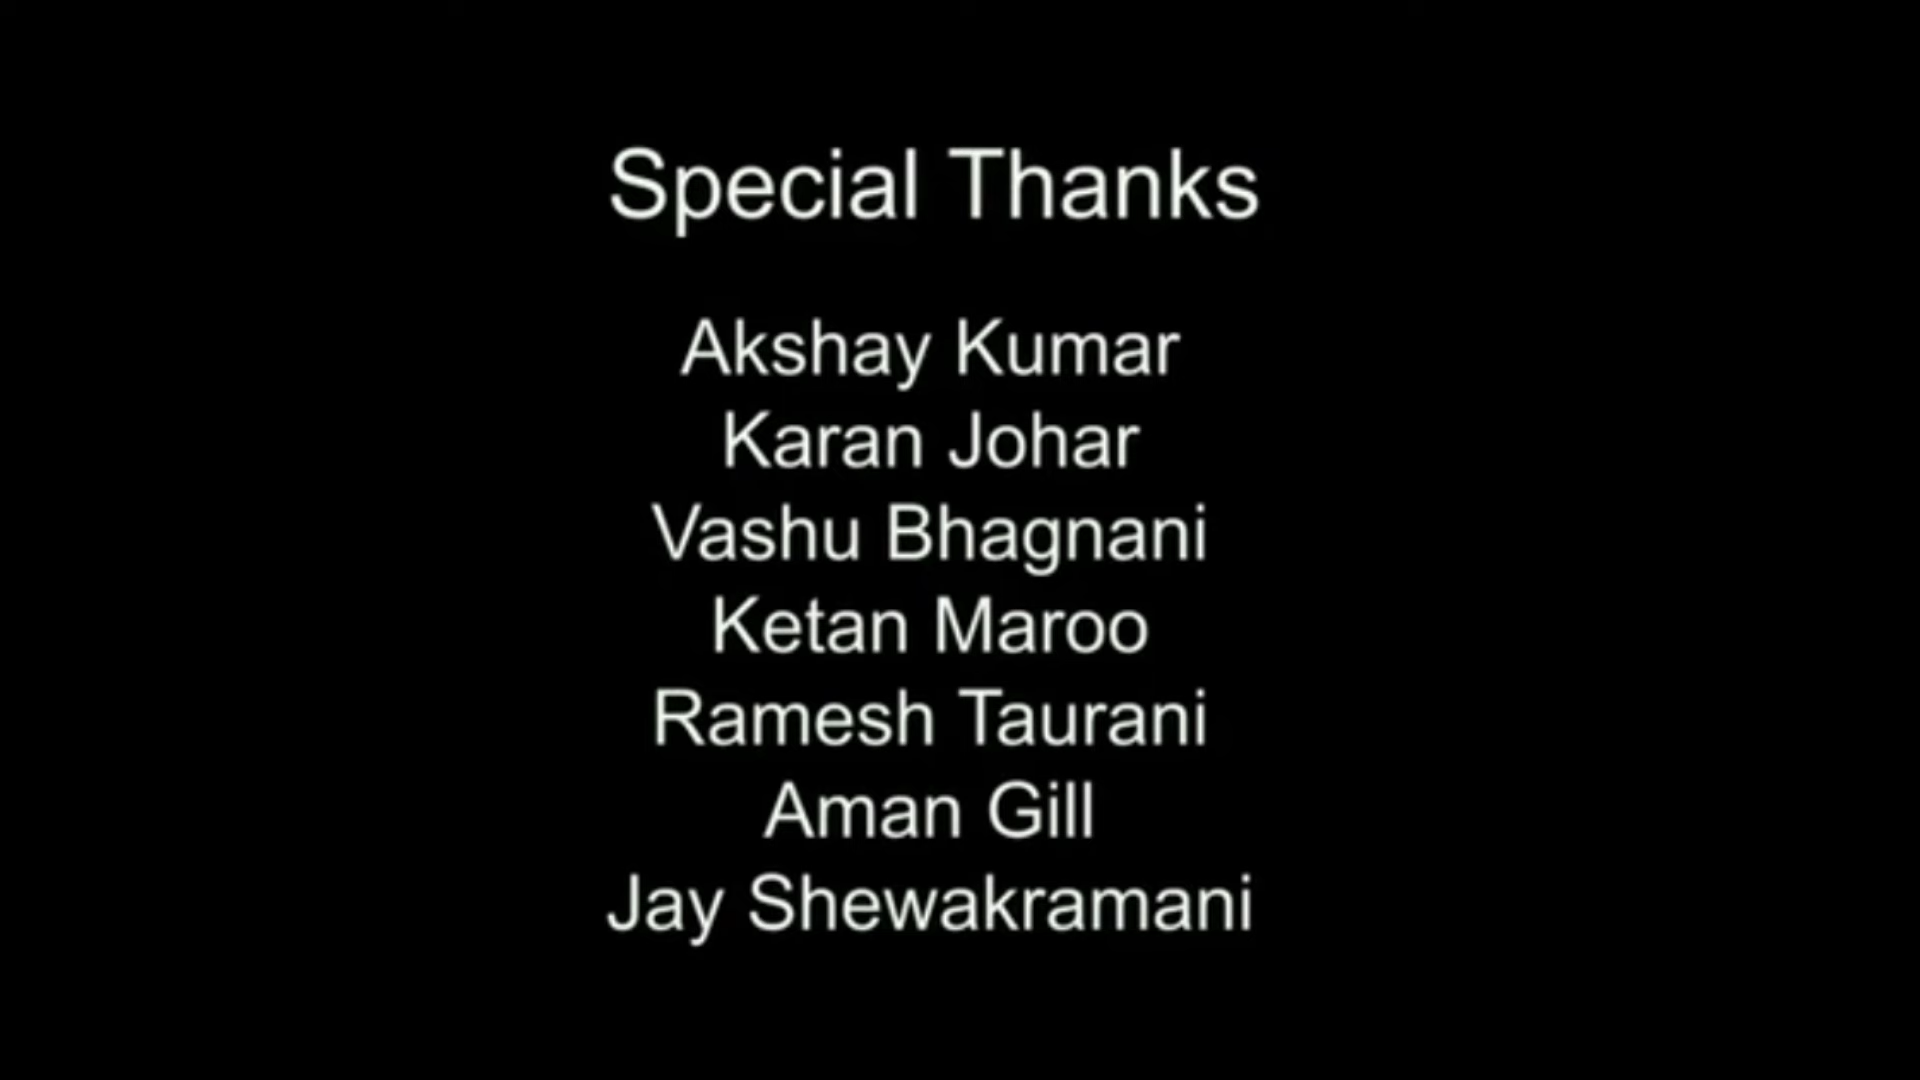 Special Thanks
Akshay Kumar
Karan Johar
Vashu Bhagnani
Ketan Maroo
Ramesh Taurani
Aman Gill
Jay Shewakramani